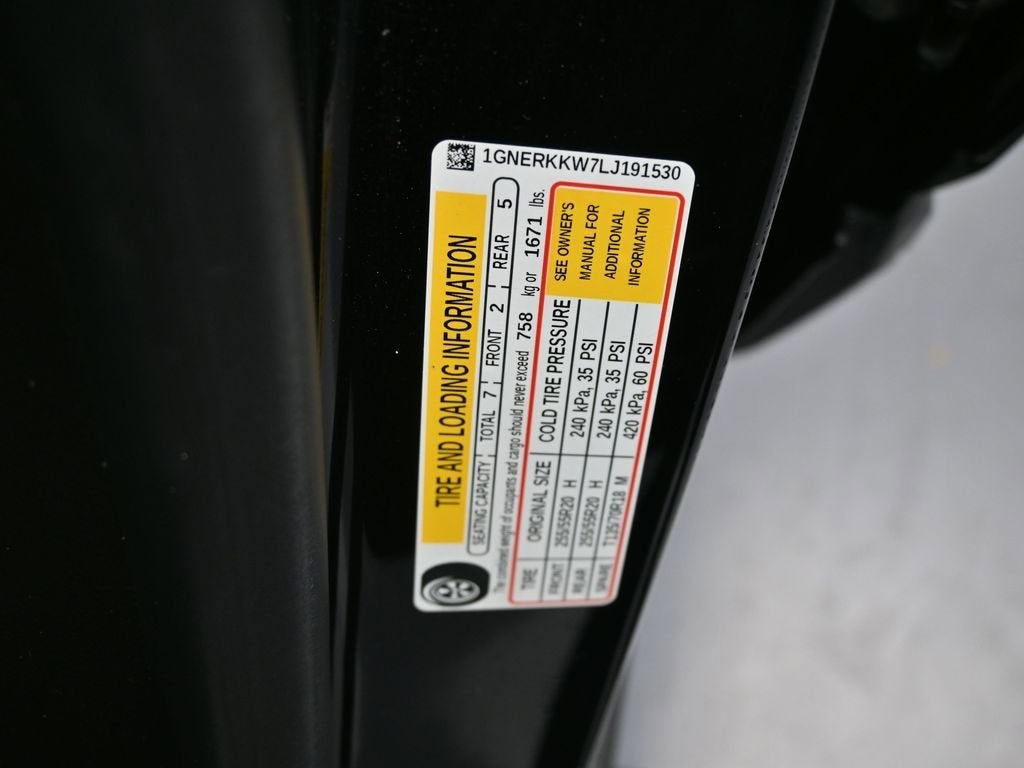 1GNERKKW7LJ191530
TIRE AND LOADING INFORMATION
SEATING CAPACITY TOTAL 7 FRONT 2 REAR 5
The combined weight of occupants and cargo should never exceed 758 kg or 1671 lbs.
TIRE ORIGINAL SIZE COLD TIRE PRESSURE
FRONT 255/55R20 H 240 kPa, 35 PSI
REAR 255/55R20 H 240 kPa, 35 PSI
SPARE T135/70R18 M 420 kPa, 60 PSI
SEE OWNER'S
MANUAL FOR
ADDITIONAL
INFORMATION